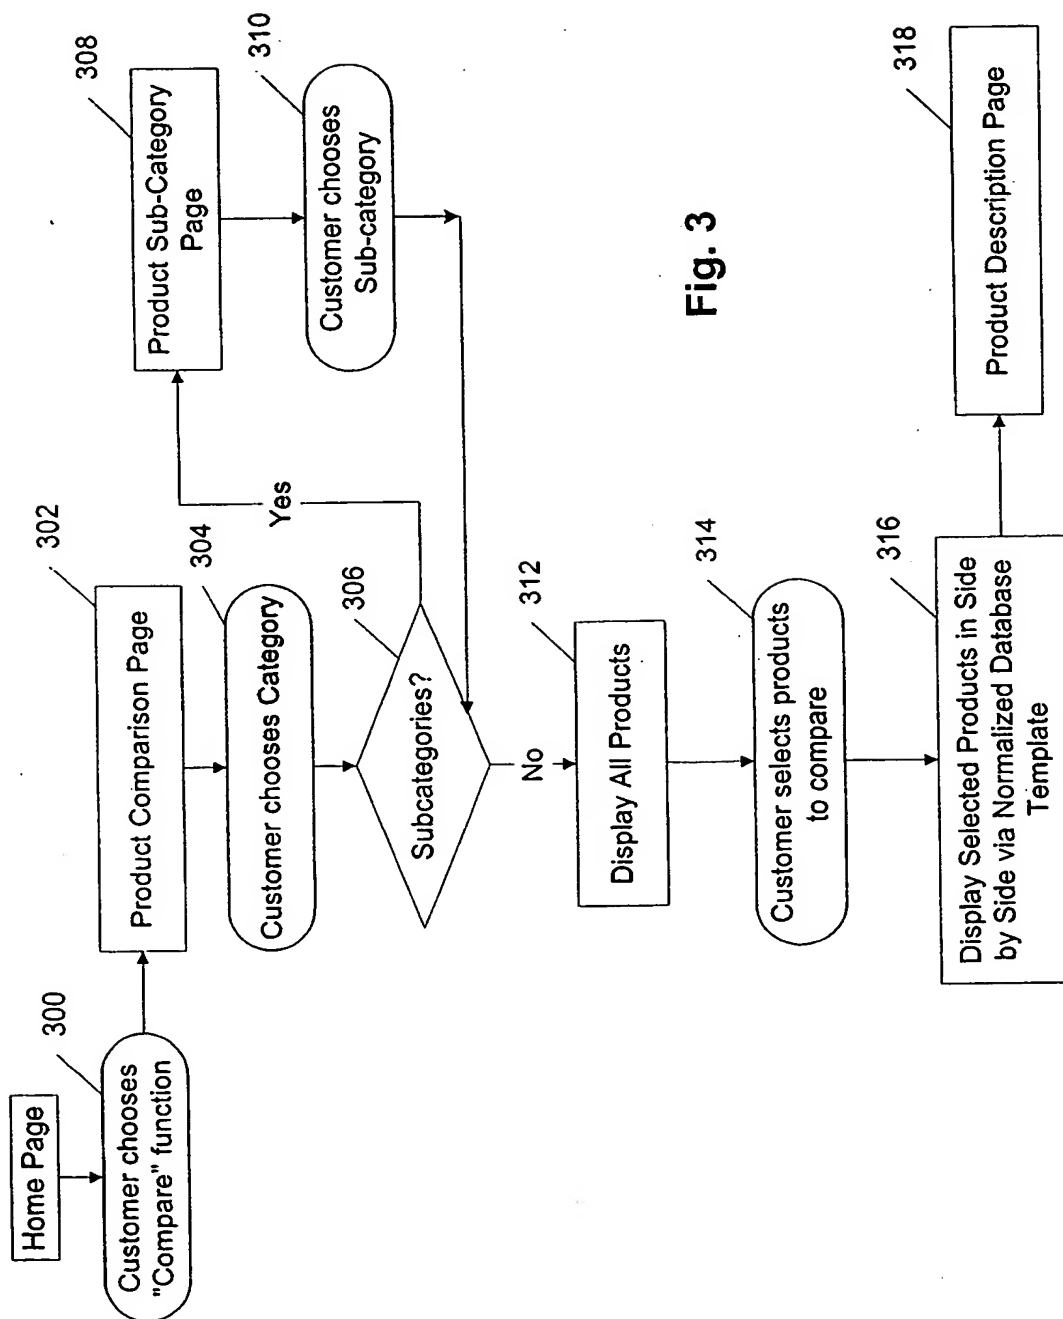 Home Page
300
Customer chooses
"Compare" function
302
Product Comparison Page
304
Customer chooses Category
306
Subcategories?
Yes
308
Product Sub-Category
Page
310
Customer chooses
Sub-category
No
312
Display All Products
314
Customer selects products
to compare
316
Display Selected Products in Side
by Side via Normalized Database
Template
318
Product Description Page
Fig. 3